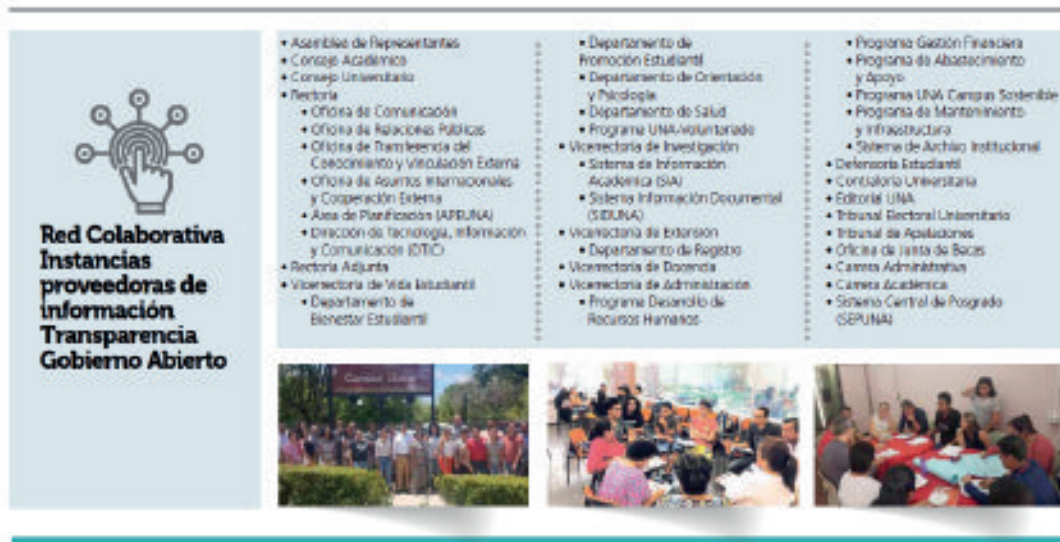 Red Colaborativa
Instancias
proveedoras de
información
Transparencia
Gobierno Abierto
• Asamblea de Representantes
• Consejo Académico
• Consejo Universitario
• Rectoría
• Oficina de Comunicación
• Oficina de Relaciones Públicas
• Oficina de Transferencia del
Conocimiento y Vinculación Externa
• Oficina de Asuntos Internacionales
y Cooperación Externa
• Área de Planificación (APEUNA)
• Dirección de Tecnología, Información
y Comunicación (DTIC)
• Rectoría Adjunta
• Vicerrectoría de Vida Estudiantil
• Departamento de
Bienestar Estudiantil
• Departamento de
Promoción Estudiantil
• Departamento de Orientación
y Psicología
• Departamento de Salud
• Programa UNA-Voluntariado
• Vicerrectoría de Investigación
• Sistema de Información
Académica (SIA)
• Sistema Información Documental
(SIDUNA)
• Vicerrectoría de Extensión
• Departamento de Registro
• Vicerrectoría de Docencia
• Vicerrectoría de Administración
• Programa Desarrollo de
Recursos Humanos
• Programa Gestión Financiera
• Programa de Abastecimiento
y Apoyo
• Programa UNA Campus Sostenible
• Programa de Mantenimiento
y Infraestructura
• Sistema de Archivo Institucional
• Defensoría Estudiantil
• Contraloría Universitaria
• Editorial UNA
• Tribunal Electoral Universitario
• Tribunal de Apelaciones
• Oficina de Junta de Becas
• Carrera Administrativa
• Carrera Académica
• Sistema Central de Posgrado
(SEPUNA)
Campus